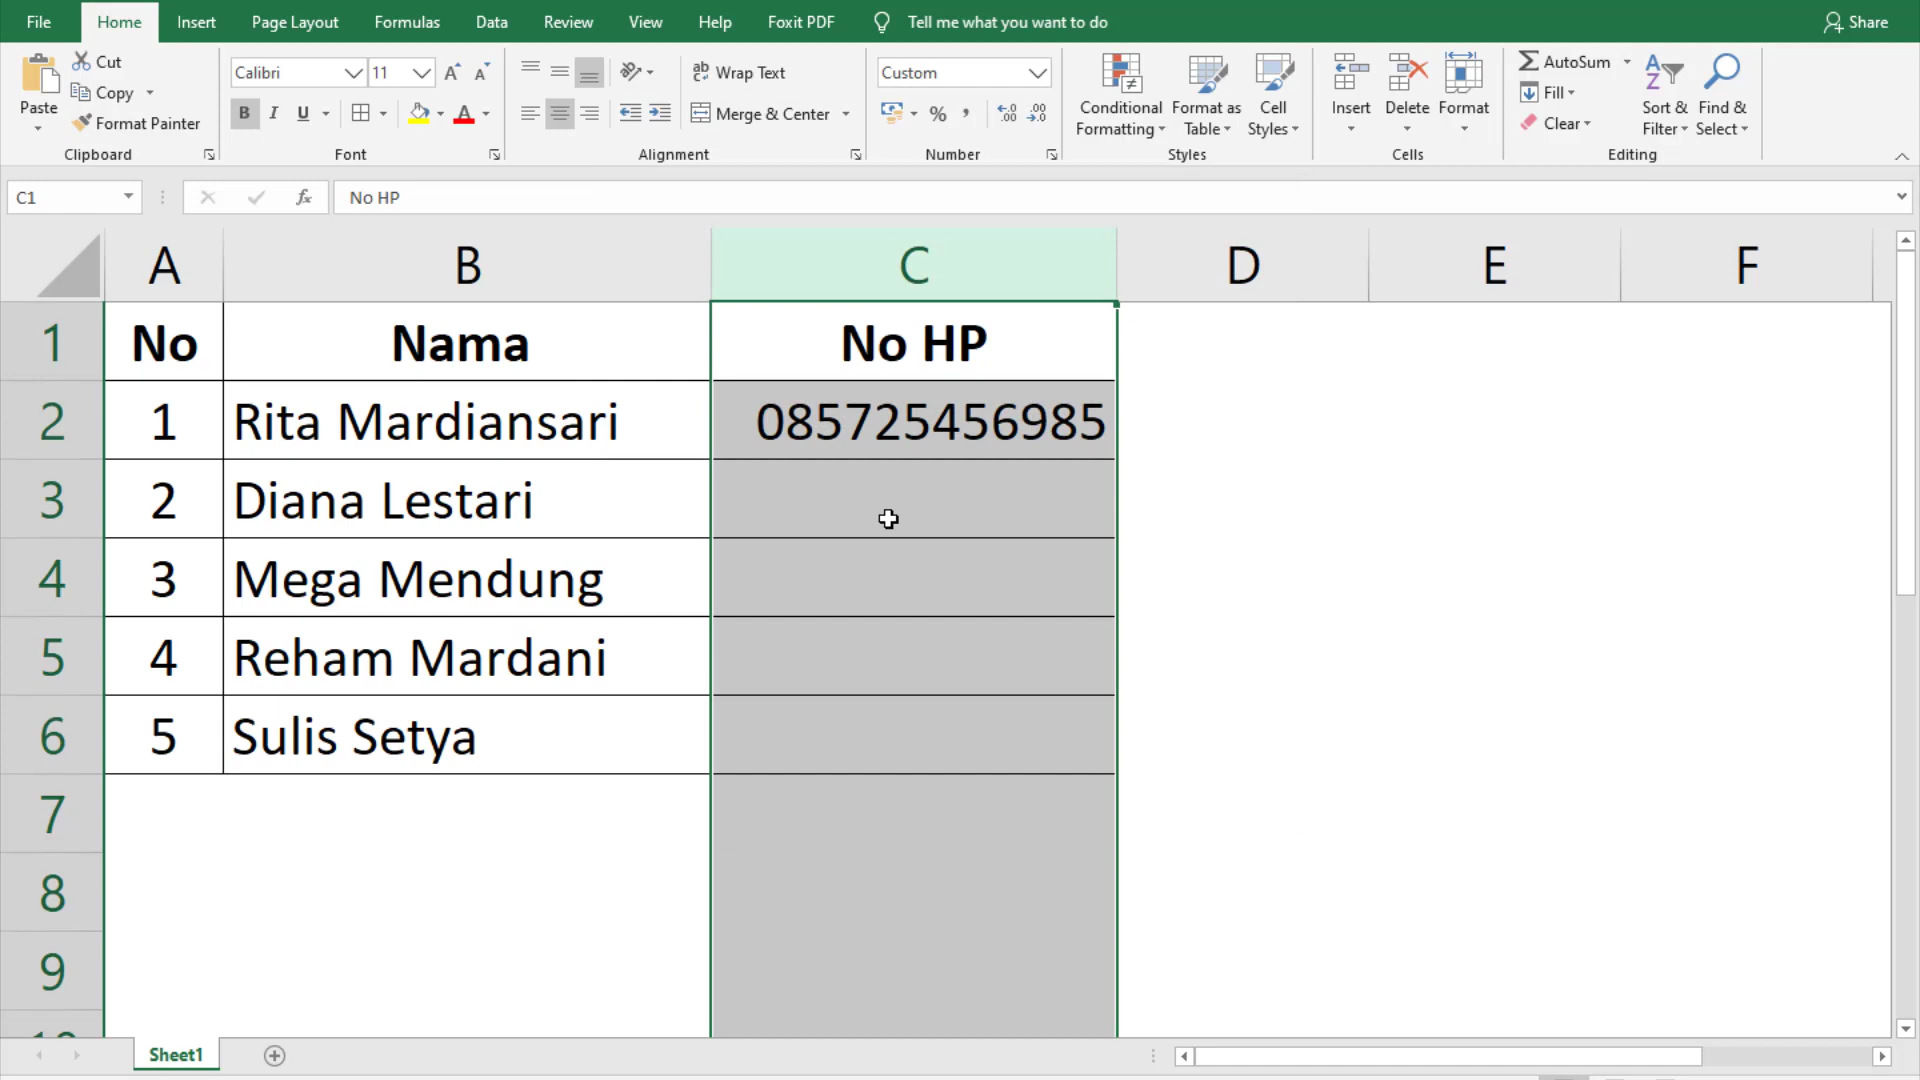 File Home Insert Page Layout Formulas Data Review View Help Foxit PDF Tell me what you want to do Share
Paste
Cut
Copy
Format Painter
Clipboard
Calibri 11
B I U
Font
Wrap Text
Merge & Center
Alignment
Custom
Number
Conditional Formatting
Format as Table
Cell Styles
Styles
Insert Delete Format
Cells
AutoSum
Fill
Clear
Sort & Filter
Find & Select
Editing
C1 fx No HP
A B C D E F
1 No Nama No HP
2 1 Rita Mardiansari 085725456985
3 2 Diana Lestari
4 3 Mega Mendung
5 4 Reham Mardani
6 5 Sulis Setya
7
8
9
Sheet1